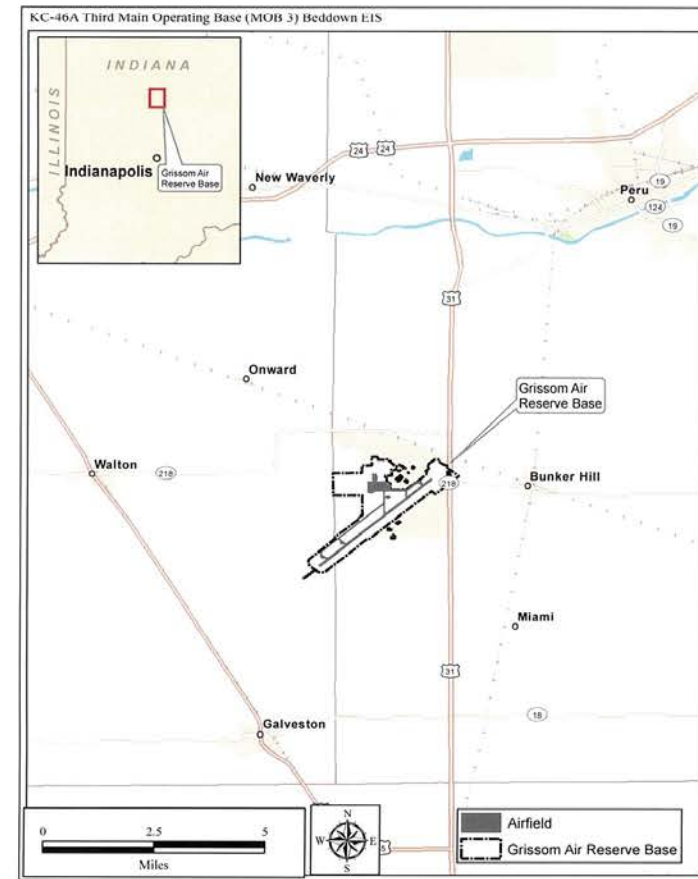 KC-46A Third Main Operating Base (MOB 3) Beddown EIS
INDIANA
ILLINOIS
Indianapolis
Grissom Air
Reserve Base
24
24
New Waverly
19
Peru
124
19
31
Onward
Grissom Air
Reserve Base
Walton
218
218
Bunker Hill
Miami
31
18
Galveston
0
2.5
5
Miles
N
W
E
S
5
Airfield
Grissom Air Reserve Base